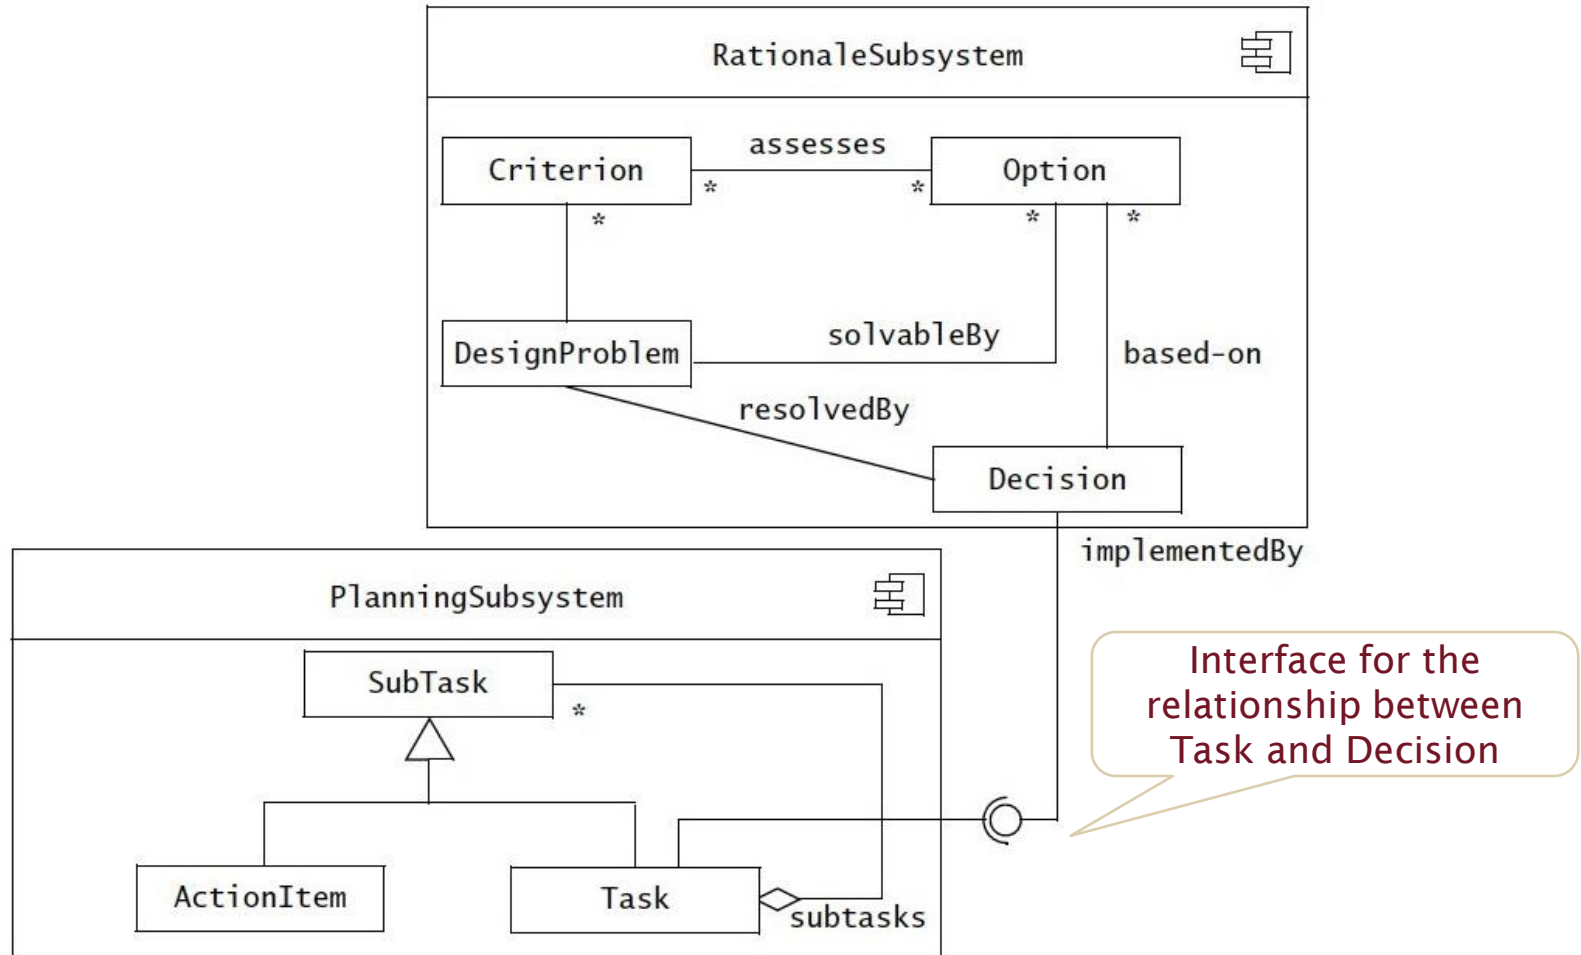 RationaleSubsystem
assesses
Criterion
Option
*
*
*
*
*
solvableBy
DesignProblem
based-on
resolvedBy
Decision
implementedBy
PlanningSubsystem
Interface for the
relationship between
Task and Decision
SubTask
*
ActionItem
Task
subtasks